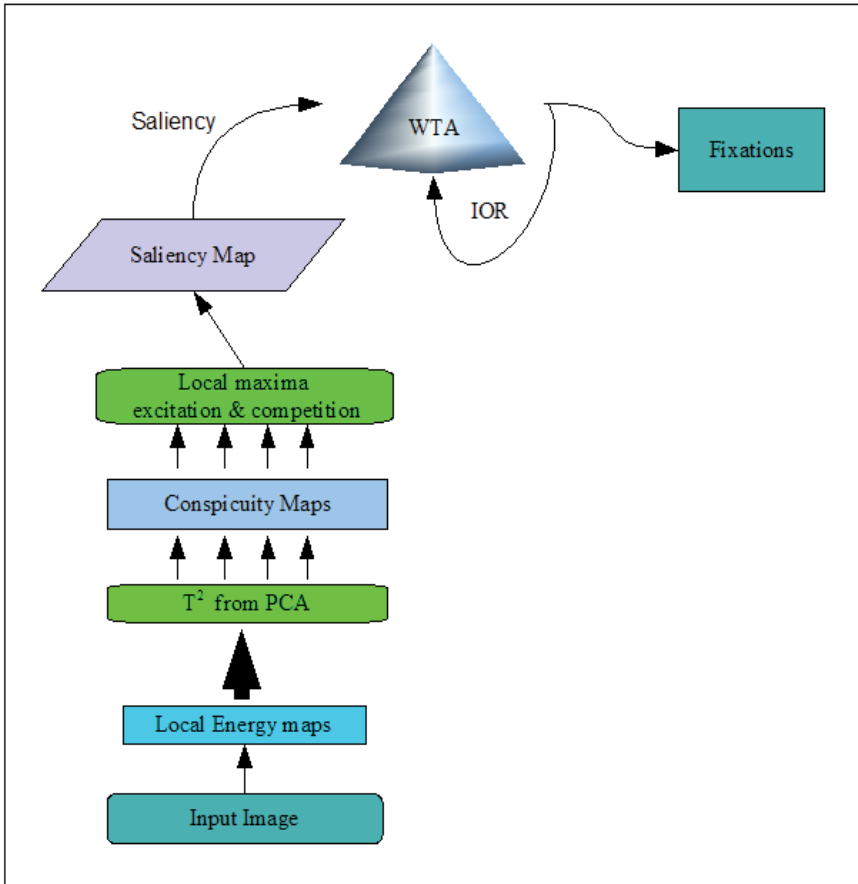 Saliency
WTA
Fixations
IOR
Saliency Map
Local maxima
excitation & competition
Conspicuity Maps
T² from PCA
Local Energy maps
Input Image